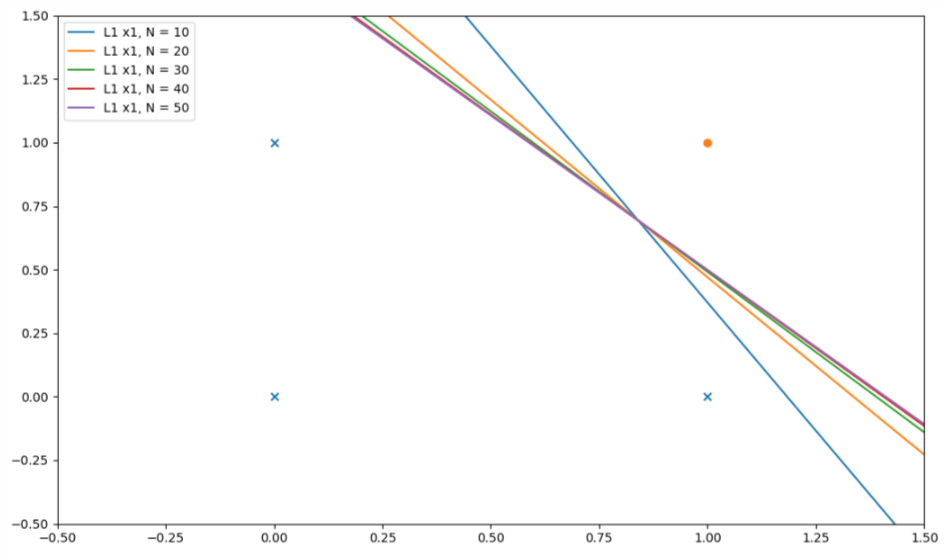 1.50
1.25
1.00
0.75
0.50
0.25
0.00
−0.25
−0.50
L1 x1, N = 10
L1 x1, N = 20
L1 x1, N = 30
L1 x1, N = 40
L1 x1, N = 50
−0.50 −0.25 0.00 0.25 0.50 0.75 1.00 1.25 1.50